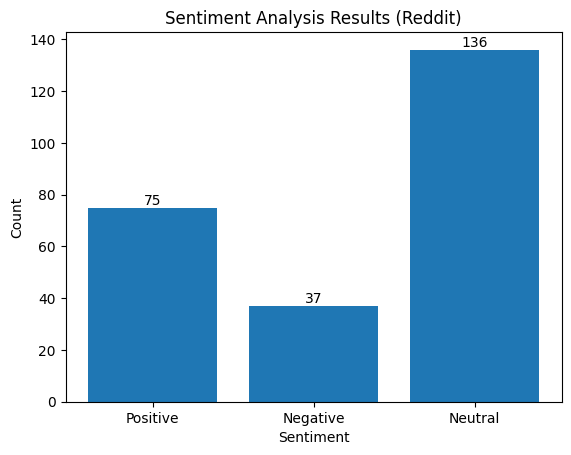 Sentiment Analysis Results (Reddit)
140
120
100
80
60
40
20
0
Count
75
37
136
Positive
Negative
Neutral
Sentiment